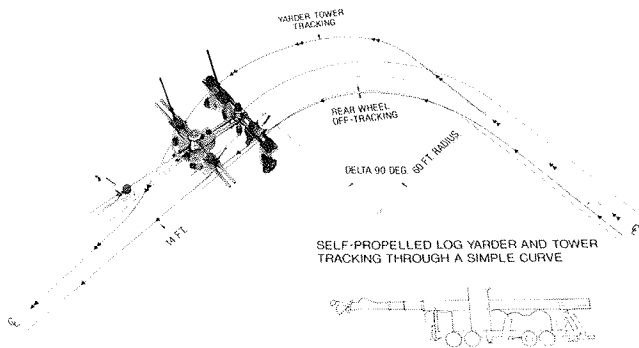 YARDER TOWER
TRACKING
REAR WHEEL
OFF-TRACKING
DELTA 90 DEG.
60 FT. RADIUS
14 FT.
SELF-PROPELLED LOG YARDER AND TOWER
TRACKING THROUGH A SIMPLE CURVE